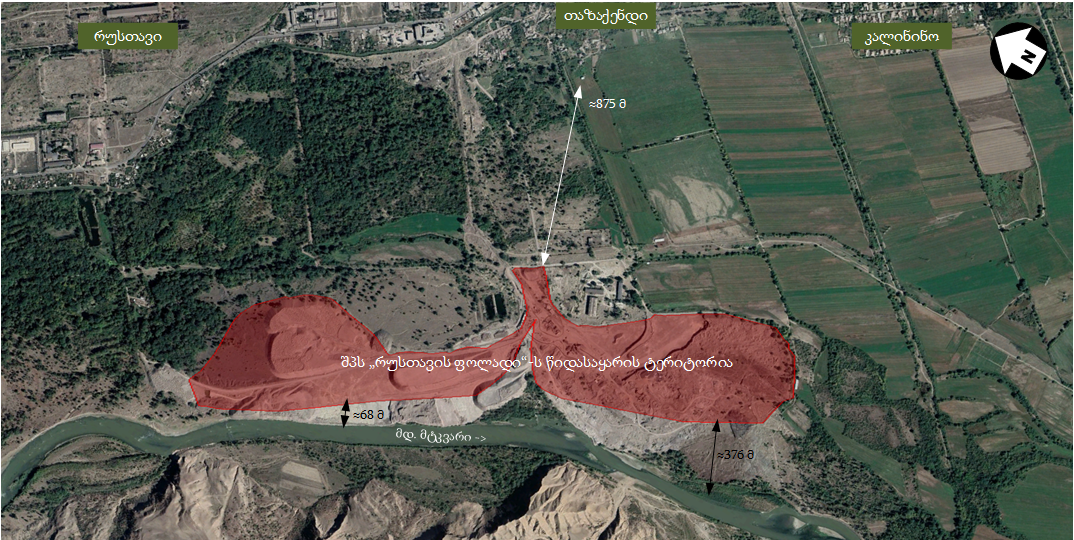 რუსთავი
თაზაქენდი
კალინინო
N
≈875 მ
შპს „რუსთავის ფოლადი“-ს წიდასაყარის ტერიტორია
≈68 მ
მდ. მტკვარი ->
≈376 მ